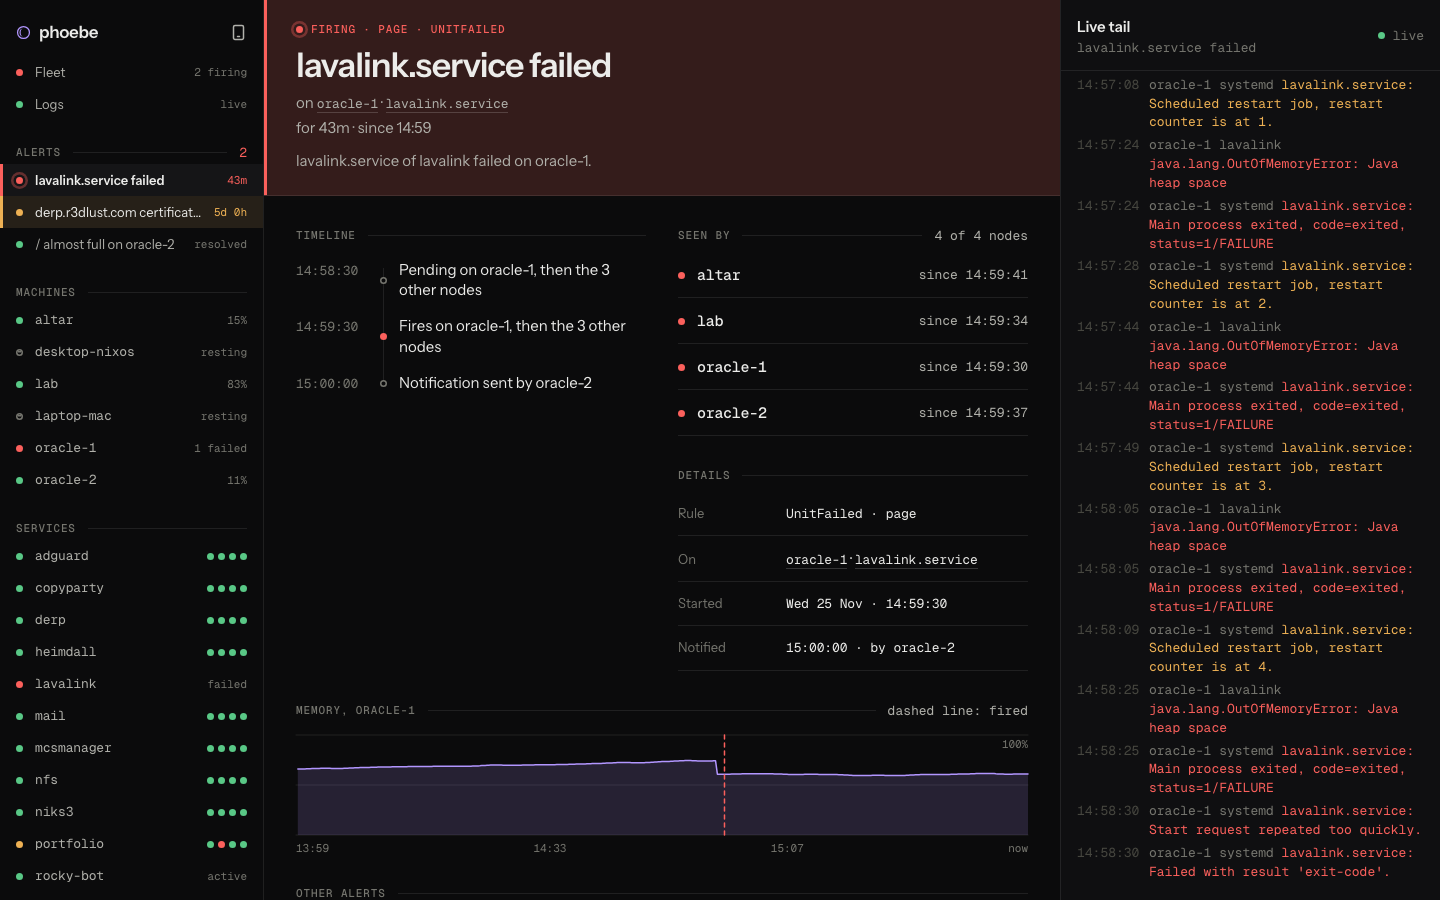 phoebe
Fleet 2 firing
Logs live
ALERTS 2
lavalink.service failed 43m
derp.r3dlust.com certificat… 5d 0h
/ almost full on oracle-2 resolved
MACHINES
altar 15%
desktop-nixos resting
lab 83%
laptop-mac resting
oracle-1 1 failed
oracle-2 11%
SERVICES
adguard
copyparty
derp
heimdall
lavalink failed
mail
mcsmanager
nfs
niks3
portfolio
rocky-bot active
FIRING · PAGE · UNITFAILED
lavalink.service failed
on oracle-1·lavalink.service
for 43m · since 14:59
lavalink.service of lavalink failed on oracle-1.
TIMELINE
14:58:30 Pending on oracle-1, then the 3
other nodes
14:59:30 Fires on oracle-1, then the 3 other
nodes
15:00:00 Notification sent by oracle-2
SEEN BY 4 of 4 nodes
altar since 14:59:41
lab since 14:59:34
oracle-1 since 14:59:30
oracle-2 since 14:59:37
DETAILS
Rule UnitFailed · page
On oracle-1·lavalink.service
Started Wed 25 Nov · 14:59:30
Notified 15:00:00 · by oracle-2
MEMORY, ORACLE-1 dashed line: fired
100%
13:59 14:33 15:07 now
OTHER ALERTS
Live tail
lavalink.service failed live
14:57:08 oracle-1 systemd lavalink.service:
Scheduled restart job, restart
counter is at 1.
14:57:24 oracle-1 lavalink
java.lang.OutOfMemoryError: Java
heap space
14:57:24 oracle-1 systemd lavalink.service:
Main process exited, code=exited,
status=1/FAILURE
14:57:28 oracle-1 systemd lavalink.service:
Scheduled restart job, restart
counter is at 2.
14:57:44 oracle-1 lavalink
java.lang.OutOfMemoryError: Java
heap space
14:57:44 oracle-1 systemd lavalink.service:
Main process exited, code=exited,
status=1/FAILURE
14:57:49 oracle-1 systemd lavalink.service:
Scheduled restart job, restart
counter is at 3.
14:58:05 oracle-1 lavalink
java.lang.OutOfMemoryError: Java
heap space
14:58:05 oracle-1 systemd lavalink.service:
Main process exited, code=exited,
status=1/FAILURE
14:58:09 oracle-1 systemd lavalink.service:
Scheduled restart job, restart
counter is at 4.
14:58:25 oracle-1 lavalink
java.lang.OutOfMemoryError: Java
heap space
14:58:25 oracle-1 systemd lavalink.service:
Main process exited, code=exited,
status=1/FAILURE
14:58:30 oracle-1 systemd lavalink.service:
Start request repeated too quickly.
14:58:30 oracle-1 systemd lavalink.service:
Failed with result 'exit-code'.